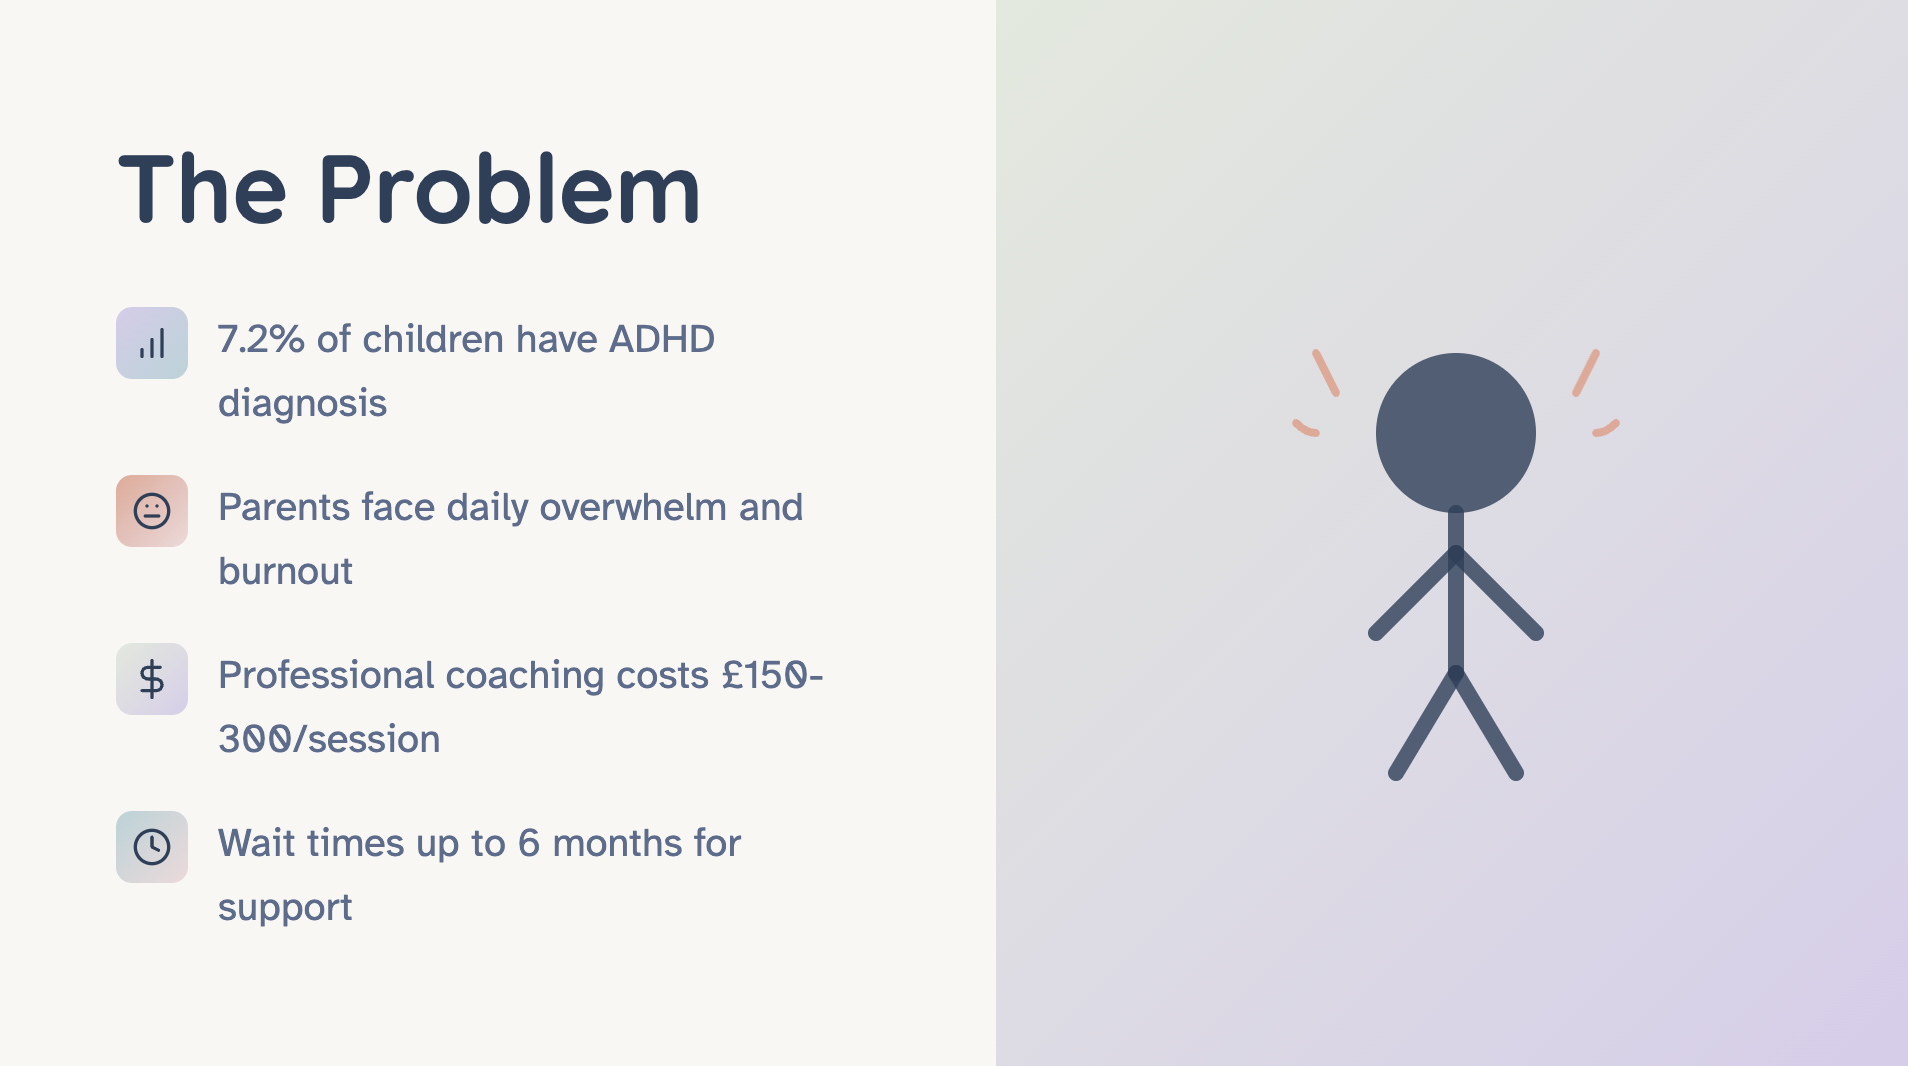 The Problem
7.2% of children have ADHD
diagnosis
Parents face daily overwhelm and
burnout
Professional coaching costs £150-
300/session
Wait times up to 6 months for
support